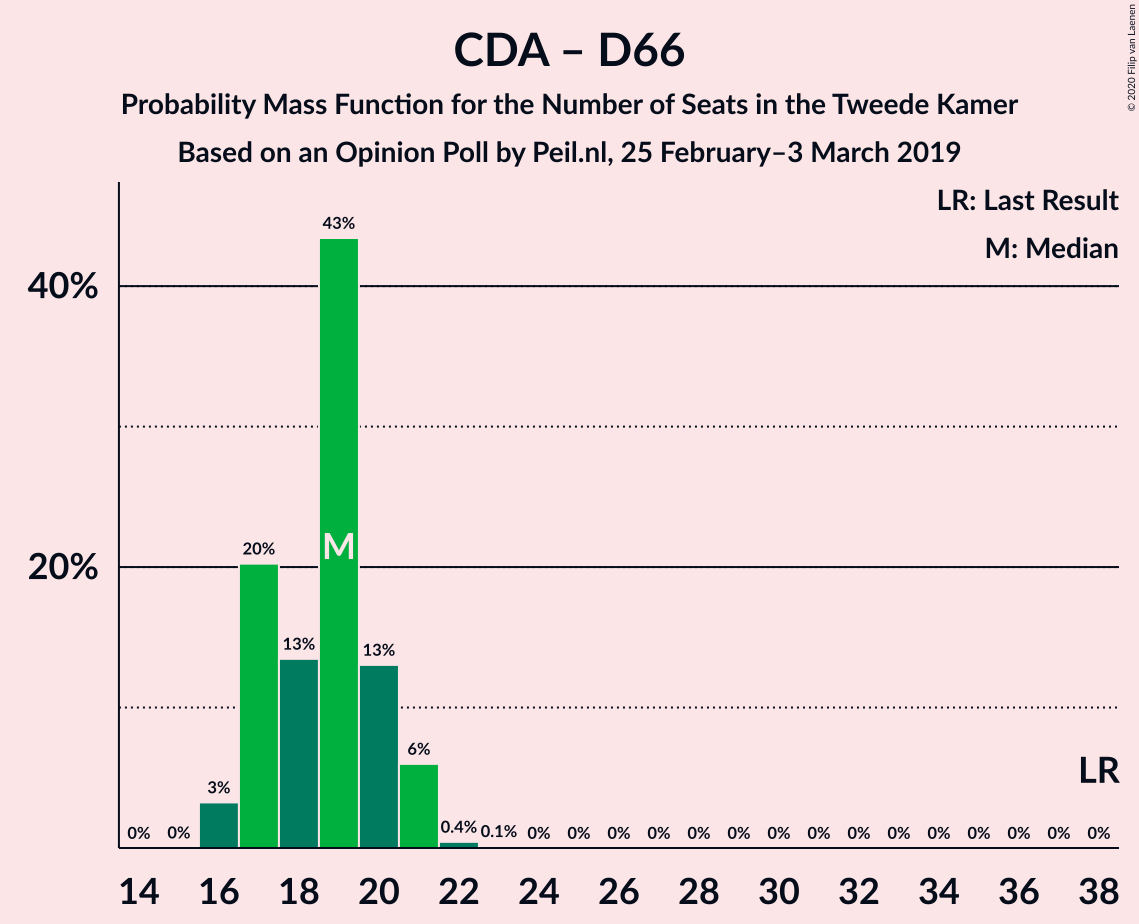 CDA – D66
Probability Mass Function for the Number of Seats in the Tweede Kamer
Based on an Opinion Poll by Peil.nl, 25 February–3 March 2019
© 2020 Filip van Laenen
LR: Last Result
M: Median
40%
20%
0% 0% 3% 20% 13% 43% 13% 6% 0.4% 0.1% 0% 0% 0% 0% 0% 0% 0% 0% 0% 0% 0% 0% 0% 0% 0%
M
LR
14 16 18 20 22 24 26 28 30 32 34 36 38